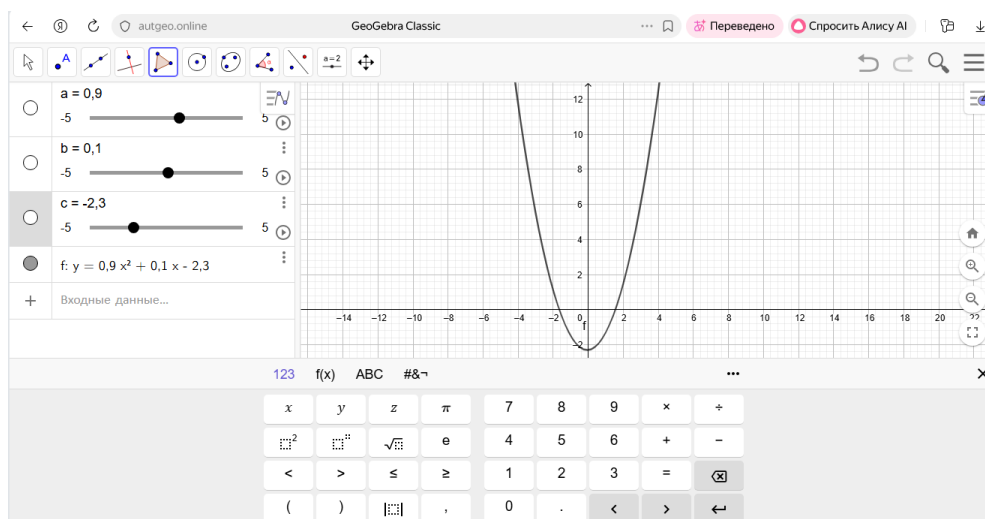 autgeo.online GeoGebra Classic ... Переведено Спросить Алису AI
A a=2
a = 0,9
-5 5
b = 0,1
-5 5
c = -2,3
-5 5
f: y = 0,9 x² + 0,1 x - 2,3
+ Входные данные...
12
10
8
6
4
2
-14 -12 -10 -8 -6 -4 -2 0 2 4 6 8 10 12 14 16 18 20 22
f
-2
123 f(x) ABC #&¬ ...
x y z π 7 8 9 × ÷
2 √ e 4 5 6 + −
< > ≤ ≥ 1 2 3 =
( ) | | , 0 . < >